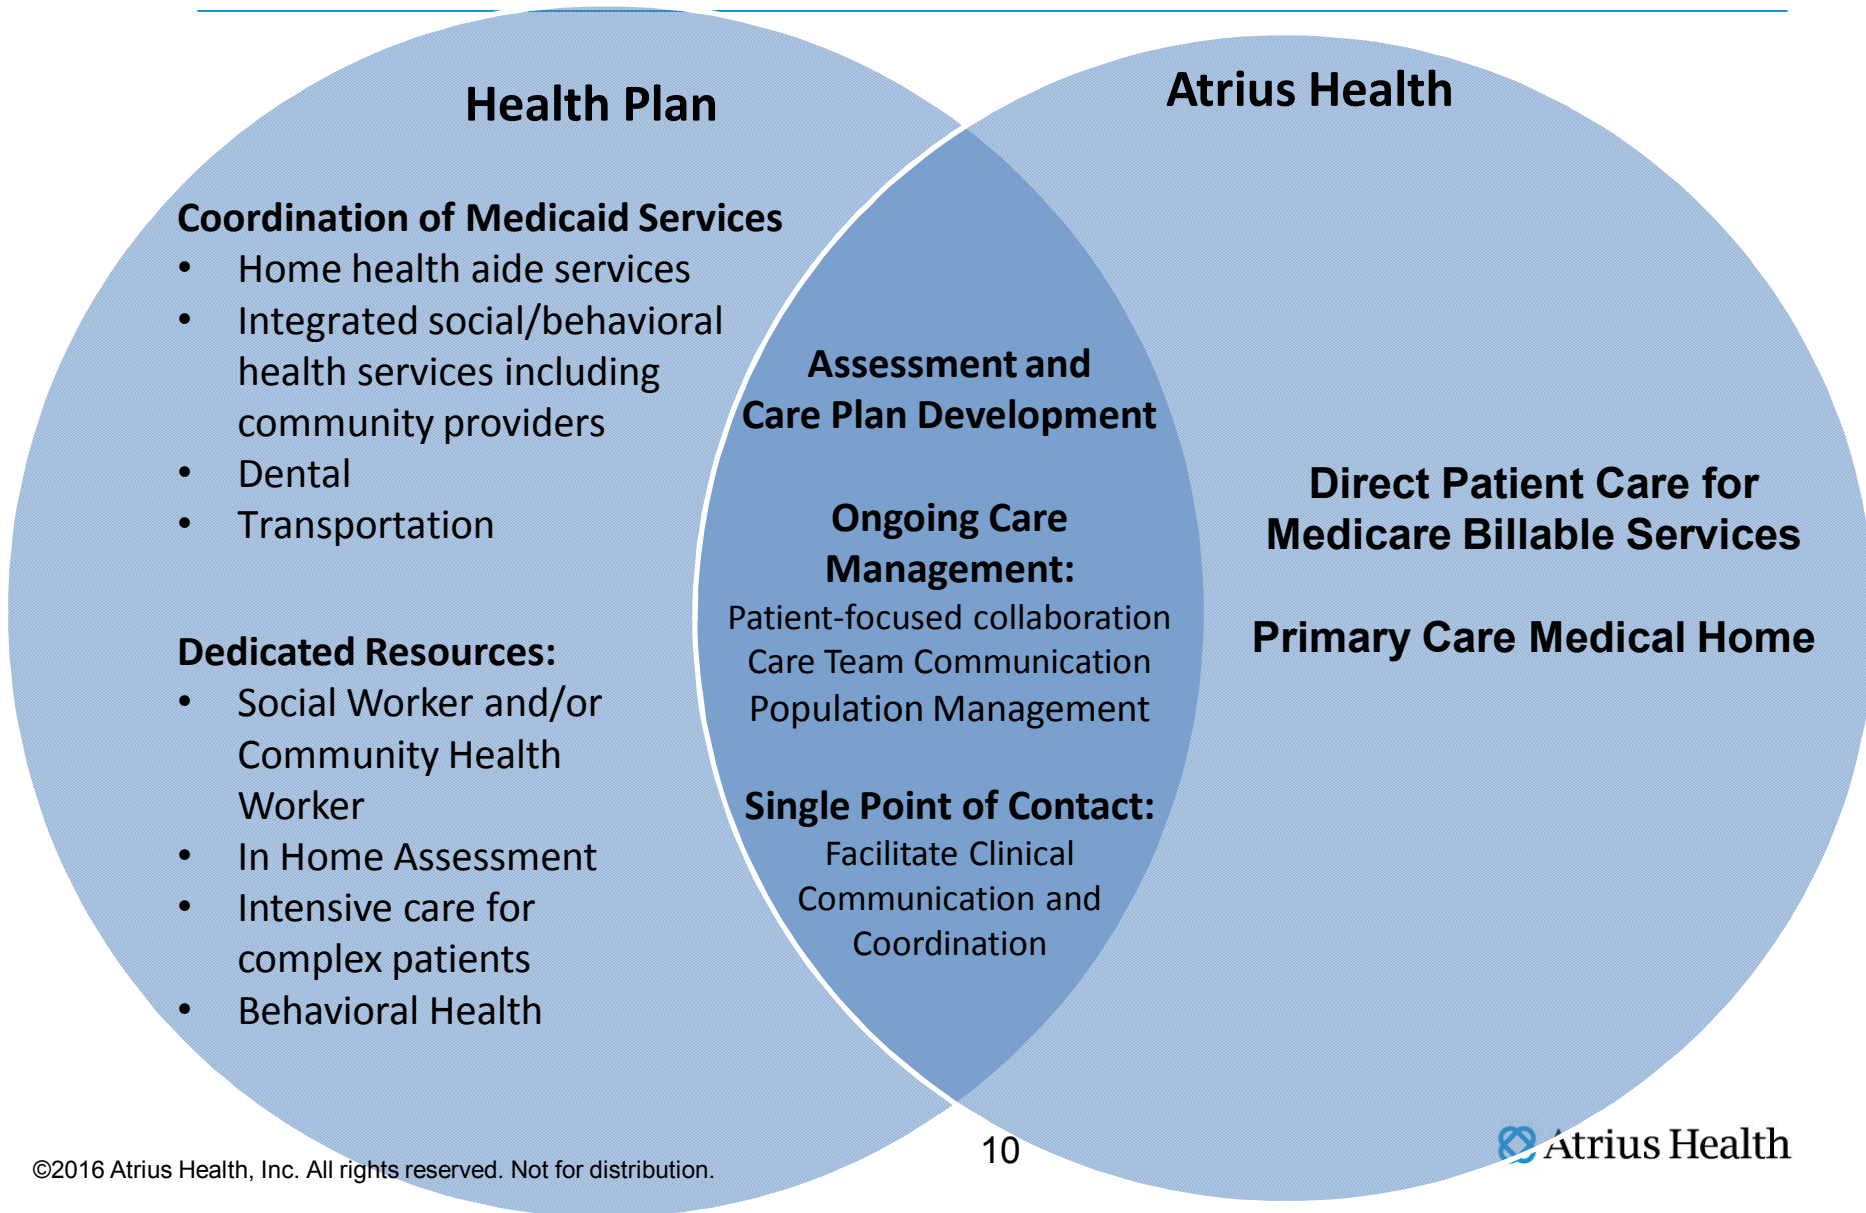 Health Plan
Coordination of Medicaid Services
• Home health aide services
• Integrated social/behavioral
health services including
community providers
• Dental
• Transportation
Dedicated Resources:
• Social Worker and/or
Community Health
Worker
• In Home Assessment
• Intensive care for
complex patients
• Behavioral Health
Assessment and
Care Plan Development
Ongoing Care
Management:
Patient-focused collaboration
Care Team Communication
Population Management
Single Point of Contact:
Facilitate Clinical
Communication and
Coordination
Atrius Health
Direct Patient Care for
Medicare Billable Services
Primary Care Medical Home
©2016 Atrius Health, Inc. All rights reserved. Not for distribution.
10
Atrius Health